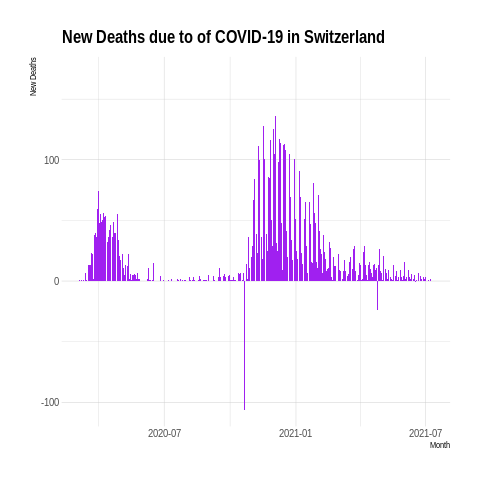 New Deaths due to of COVID-19 in Switzerland
New Deaths
100
0
-100
2020-07
2021-01
2021-07
Month